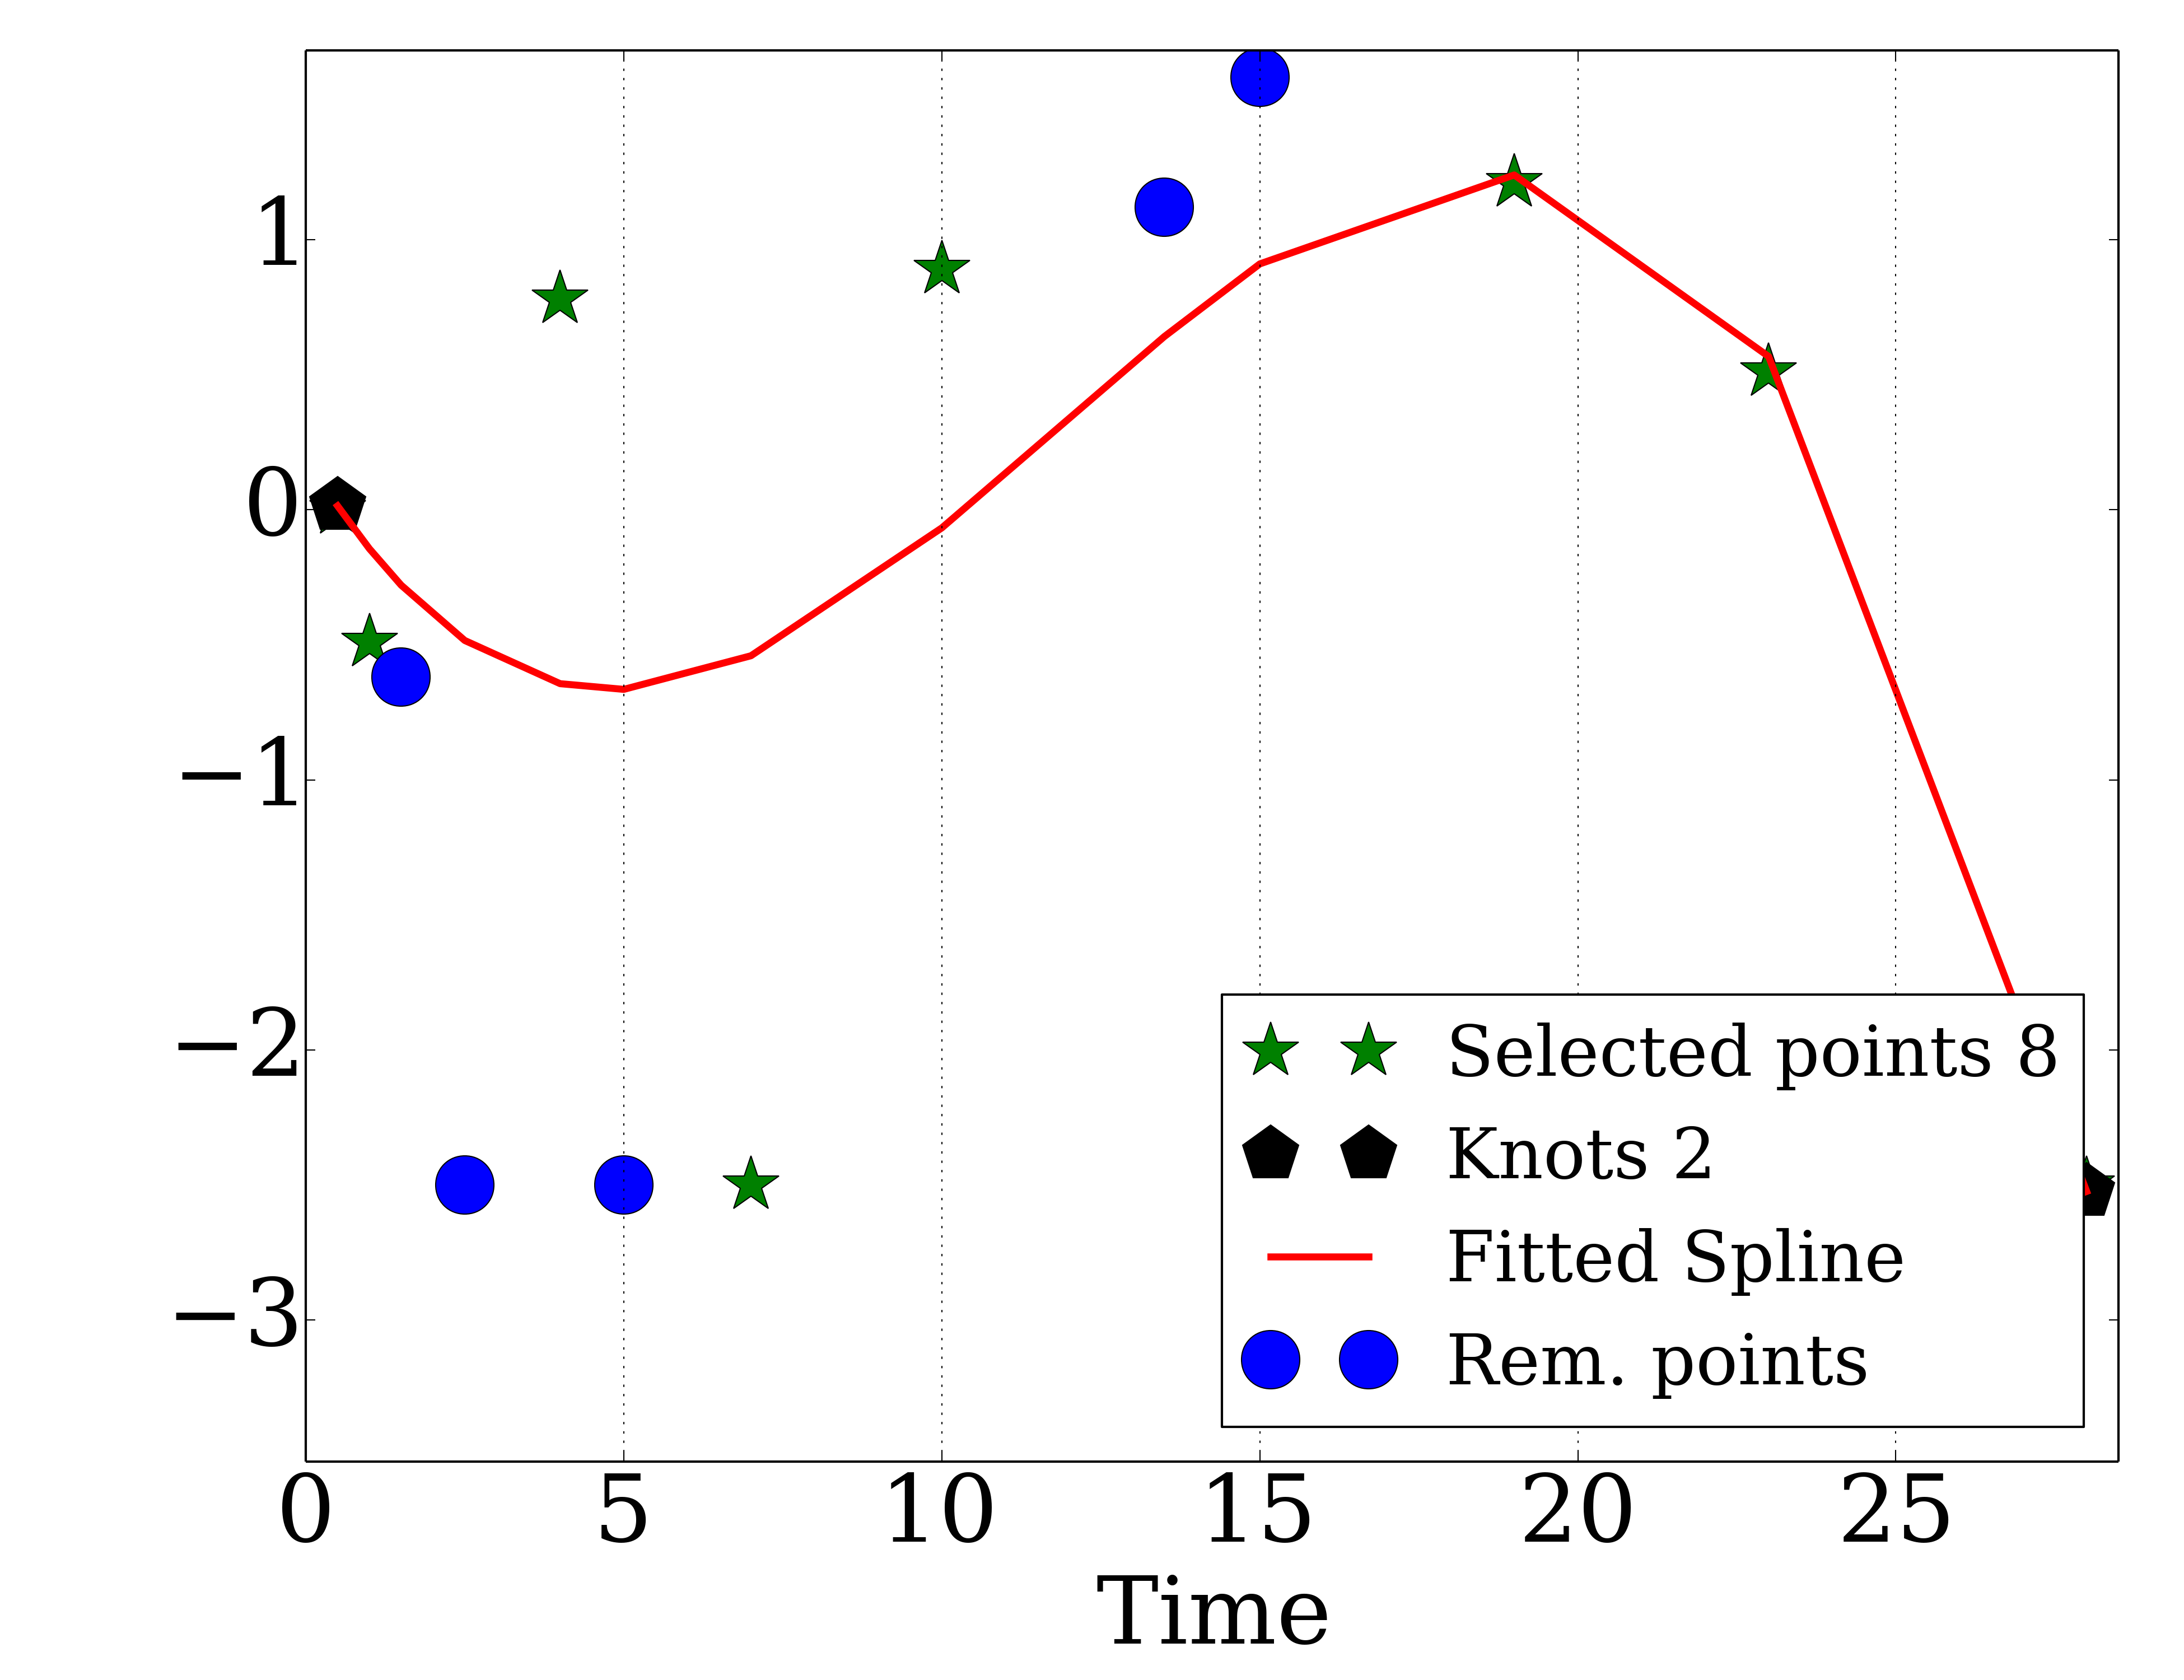 1
0
−1
−2
−3
0 5 10 15 20 25
Time
Selected points 8
Knots 2
Fitted Spline
Rem. points